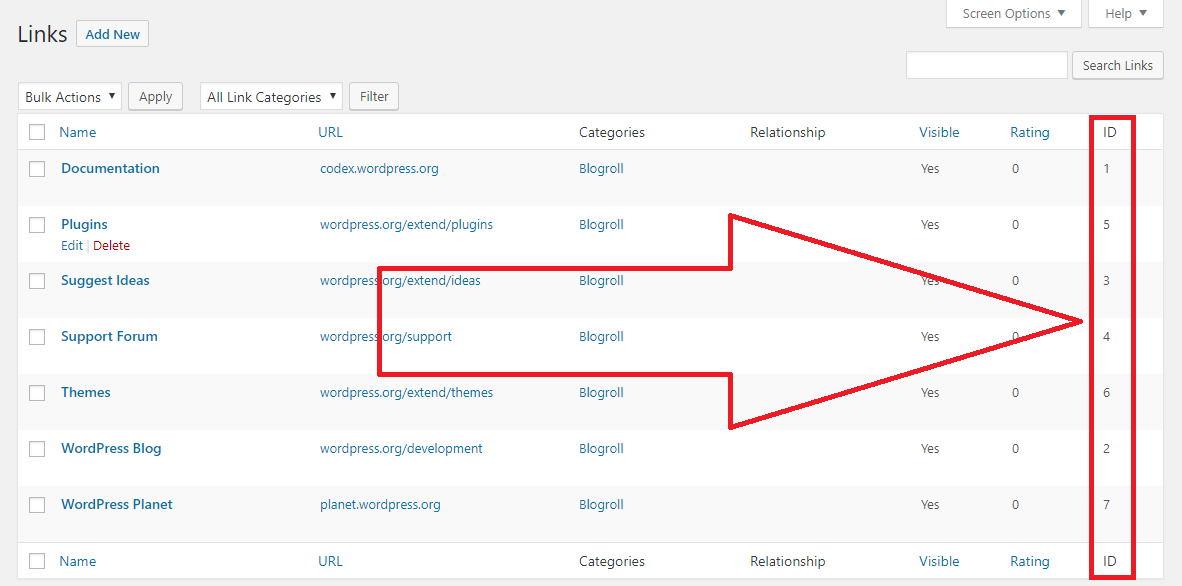 Screen Options ▼ Help ▼
Links Add New
Search Links
Bulk Actions ▼ Apply All Link Categories ▼ Filter
Name URL Categories Relationship Visible Rating ID
Documentation codex.wordpress.org Blogroll Yes 0 1
Plugins wordpress.org/extend/plugins Blogroll Yes 0 5
Edit | Delete
Suggest Ideas wordpress.org/extend/ideas Blogroll Yes 0 3
Support Forum wordpress.org/support Blogroll Yes 0 4
Themes wordpress.org/extend/themes Blogroll Yes 0 6
WordPress Blog wordpress.org/development Blogroll Yes 0 2
WordPress Planet planet.wordpress.org Blogroll Yes 0 7
Name URL Categories Relationship Visible Rating ID